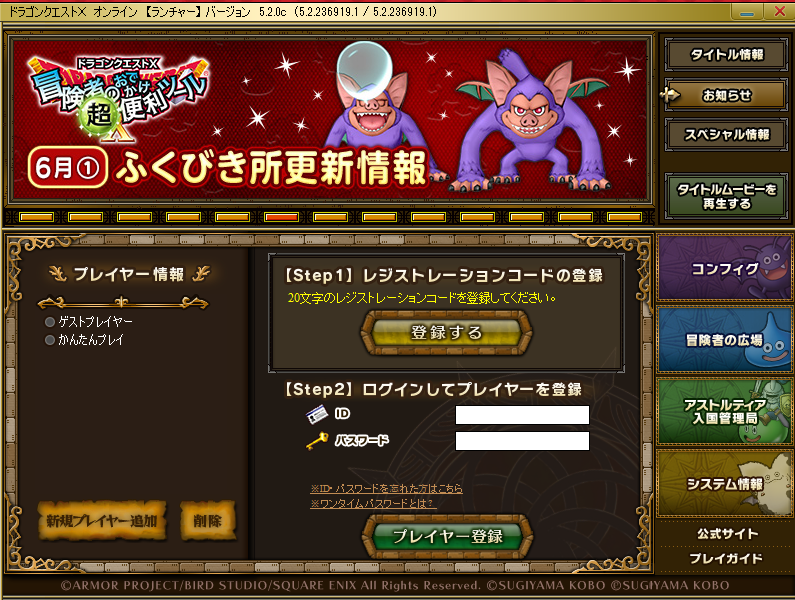 ドラゴンクエストX オンライン 【ランチャー】 バージョン 5.2.0c (5.2.236919.1 / 5.2.236919.1)
ドラゴンクエストX
冒険者のおでかけ超便利ツール
6月① ふくびき所更新情報
タイトル情報
お知らせ
スペシャル情報
タイトルムービーを
再生する
プレイヤー情報
ゲストプレイヤー
かんたんプレイ
新規プレイヤー追加
削除
【Step1】レジストレーションコードの登録
20文字のレジストレーションコードを登録してください。
登録する
【Step2】ログインしてプレイヤーを登録
ID
パスワード
※ID・パスワードを忘れた方はこちら
※ワンタイムパスワードとは?
プレイヤー登録
コンフィグ
冒険者の広場
アストルティア
入国管理局
システム情報
公式サイト
プレイガイド
©ARMOR PROJECT/BIRD STUDIO/SQUARE ENIX All Rights Reserved. ©SUGIYAMA KOBO ©SUGIYAMA KOBO